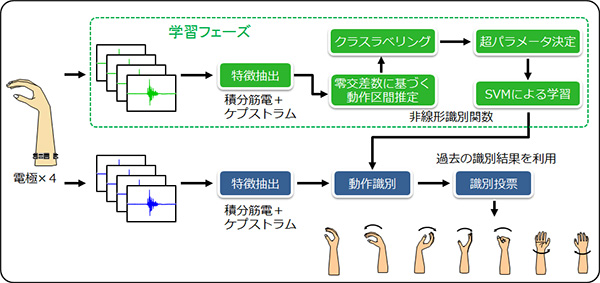 学習フェーズ
クラスラベリング
超パラメータ決定
特徴抽出
零交差数に基づく
動作区間推定
SVMによる学習
積分筋電＋
ケプストラム
非線形識別関数
電極×４
過去の識別結果を利用
特徴抽出
動作識別
識別投票
積分筋電＋
ケプストラム